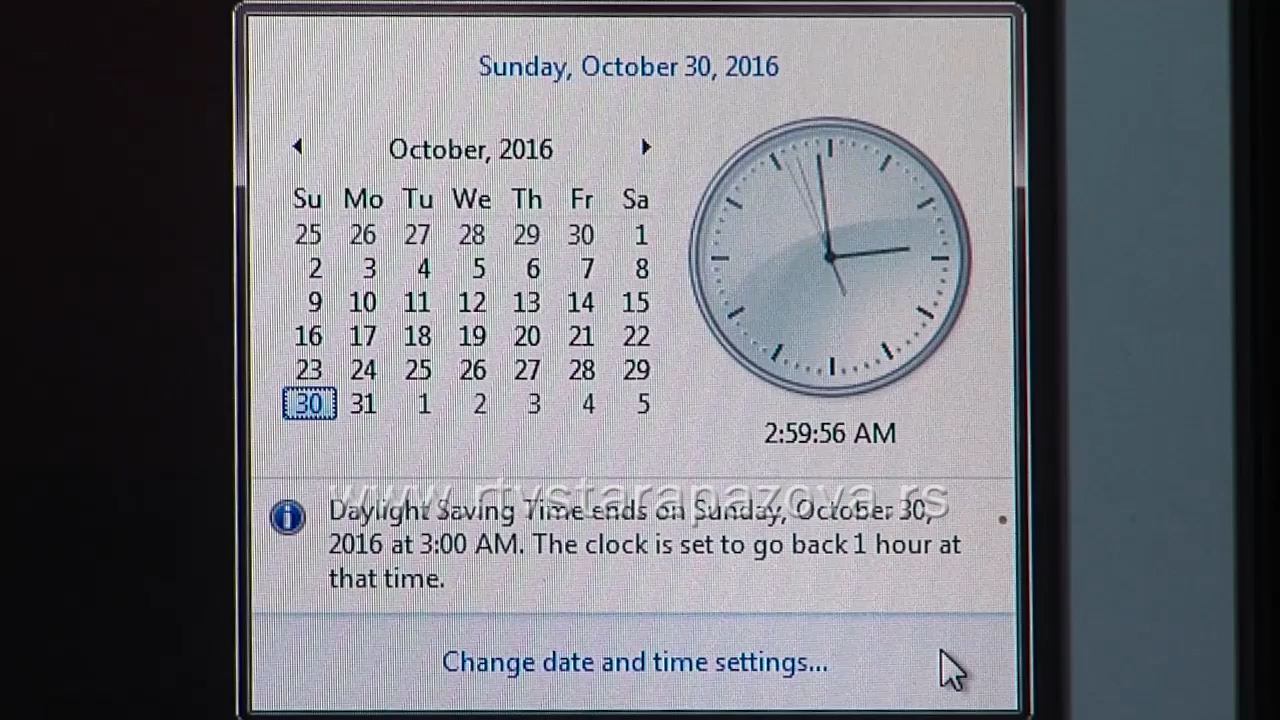 Sunday, October 30, 2016
October, 2016
Su Mo Tu We Th Fr Sa
25 26 27 28 29 30 1
2 3 4 5 6 7 8
9 10 11 12 13 14 15
16 17 18 19 20 21 22
23 24 25 26 27 28 29
30 31 1 2 3 4 5
2:59:56 AM
www.rtvstarapazova.rs
Daylight Saving Time ends on Sunday, October 30,
2016 at 3:00 AM. The clock is set to go back 1 hour at
that time.
Change date and time settings...